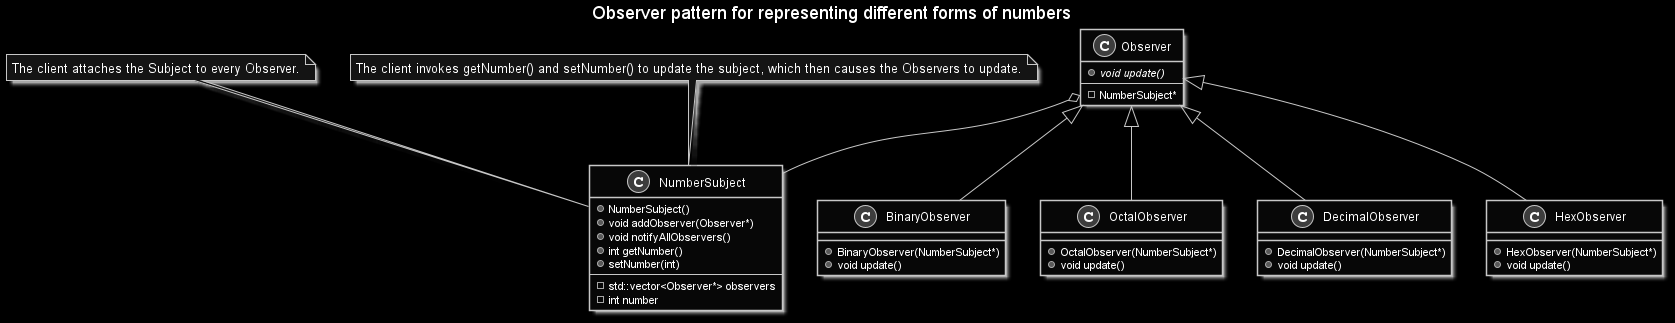 Observer pattern for representing different forms of numbers
The client attaches the Subject to every Observer.
The client invokes getNumber() and setNumber() to update the subject, which then causes the Observers to update.
C Observer
void update()
NumberSubject*
C NumberSubject
NumberSubject()
void addObserver(Observer*)
void notifyAllObservers()
int getNumber()
setNumber(int)
std::vector<Observer*> observers
int number
C BinaryObserver
BinaryObserver(NumberSubject*)
void update()
C OctalObserver
OctalObserver(NumberSubject*)
void update()
C DecimalObserver
DecimalObserver(NumberSubject*)
void update()
C HexObserver
HexObserver(NumberSubject*)
void update()